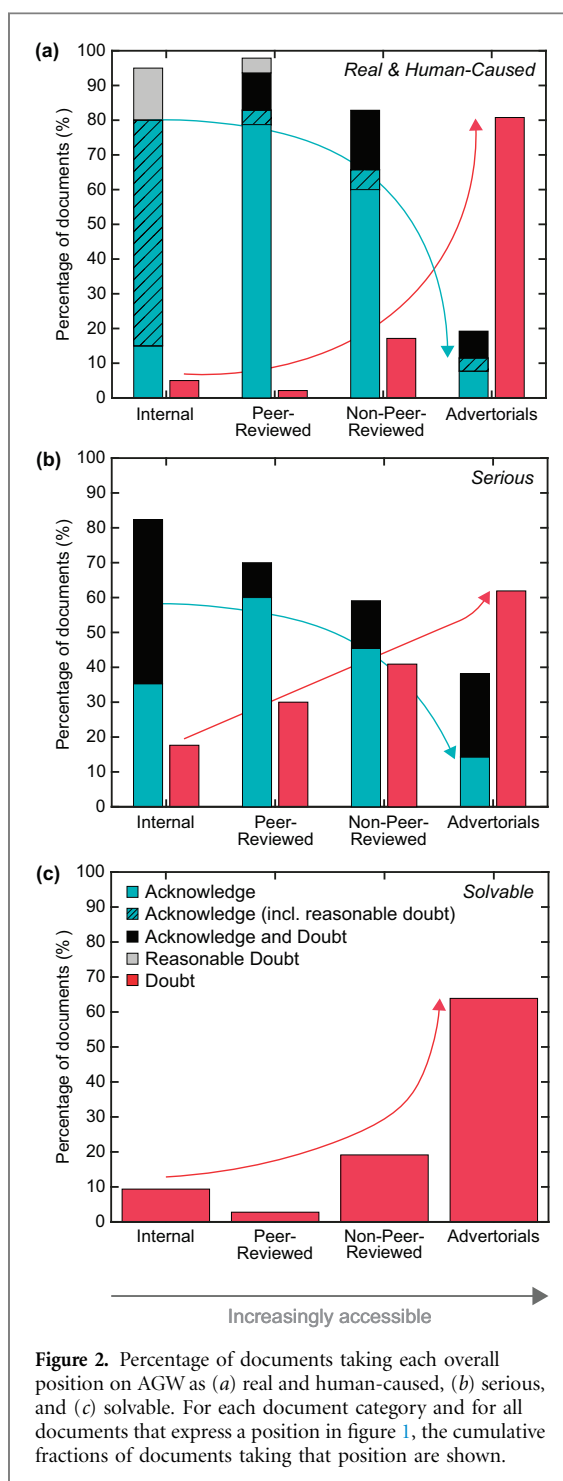 (a)
Real & Human-Caused
Percentage of documents (%)
100
90
80
70
60
50
40
30
20
10
0
Internal
Peer-
Reviewed
Non-Peer-
Reviewed
Advertorials
(b)
Serious
Percentage of documents (%)
100
90
80
70
60
50
40
30
20
10
0
Internal
Peer-
Reviewed
Non-Peer-
Reviewed
Advertorials
(c)
Solvable
Acknowledge
Acknowledge (incl. reasonable doubt)
Acknowledge and Doubt
Reasonable Doubt
Doubt
Percentage of documents (%)
100
90
80
70
60
50
40
30
20
10
0
Internal
Peer-
Reviewed
Non-Peer-
Reviewed
Advertorials
Increasingly accessible
Figure 2. Percentage of documents taking each overall
position on AGW as (a) real and human-caused, (b) serious,
and (c) solvable. For each document category and for all
documents that express a position in figure 1, the cumulative
fractions of documents taking that position are shown.